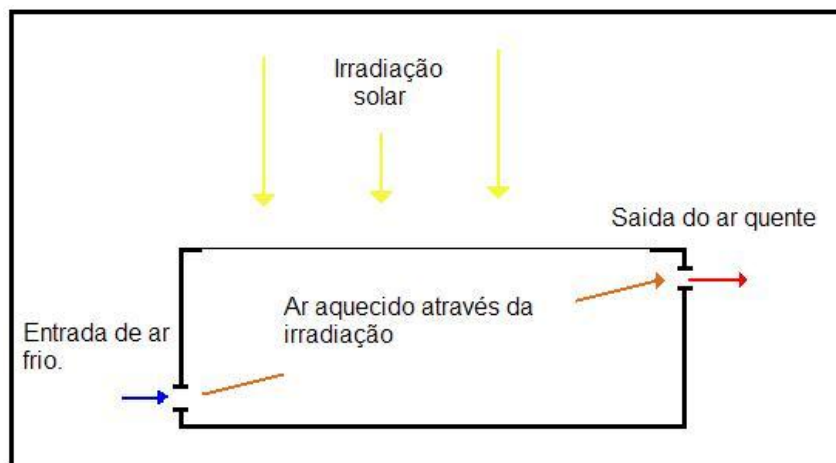 Irradiação
solar
Saida do ar quente
Ar aquecido através da
irradiação
Entrada de ar
frio.